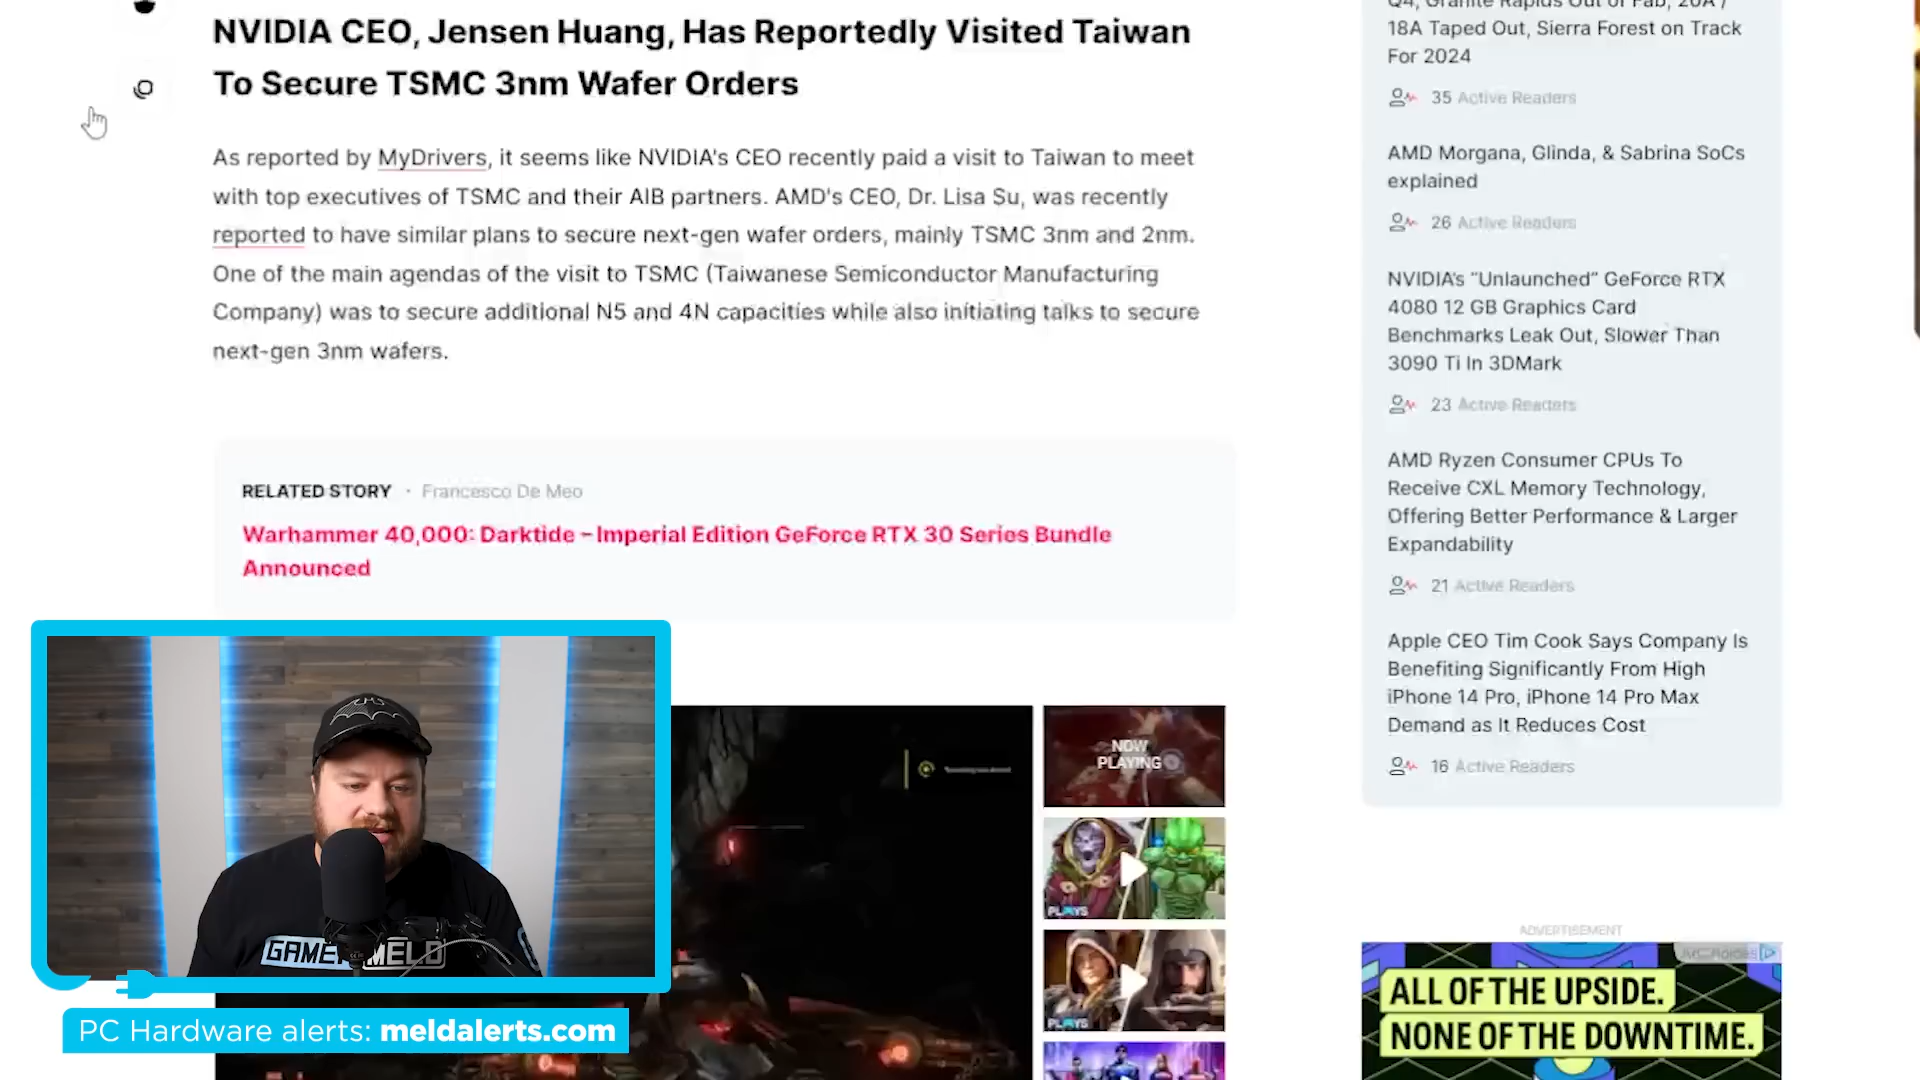 NVIDIA CEO, Jensen Huang, Has Reportedly Visited Taiwan
To Secure TSMC 3nm Wafer Orders
As reported by MyDrivers, it seems like NVIDIA's CEO recently paid a visit to Taiwan to meet
with top executives of TSMC and their AIB partners. AMD's CEO, Dr. Lisa Su, was recently
reported to have similar plans to secure next-gen wafer orders, mainly TSMC 3nm and 2nm.
One of the main agendas of the visit to TSMC (Taiwanese Semiconductor Manufacturing
Company) was to secure additional N5 and 4N capacities while also initiating talks to secure
next-gen 3nm wafers.
RELATED STORY · Francesco De Meo
Warhammer 40,000: Darktide – Imperial Edition GeForce RTX 30 Series Bundle
Announced
NOW
PLAYING
PLAYS
PLAYS
GAMER MELD
PC Hardware alerts: meldalerts.com
Q4, Granite Rapids Out of Fab, 20A /
18A Taped Out, Sierra Forest on Track
For 2024
35 Active Readers
AMD Morgana, Glinda, & Sabrina SoCs
explained
26 Active Readers
NVIDIA's “Unlaunched” GeForce RTX
4080 12 GB Graphics Card
Benchmarks Leak Out, Slower Than
3090 Ti In 3DMark
23 Active Readers
AMD Ryzen Consumer CPUs To
Receive CXL Memory Technology,
Offering Better Performance & Larger
Expandability
21 Active Readers
Apple CEO Tim Cook Says Company Is
Benefiting Significantly From High
iPhone 14 Pro, iPhone 14 Pro Max
Demand as It Reduces Cost
16 Active Readers
ADVERTISEMENT
ALL OF THE UPSIDE.
NONE OF THE DOWNTIME.